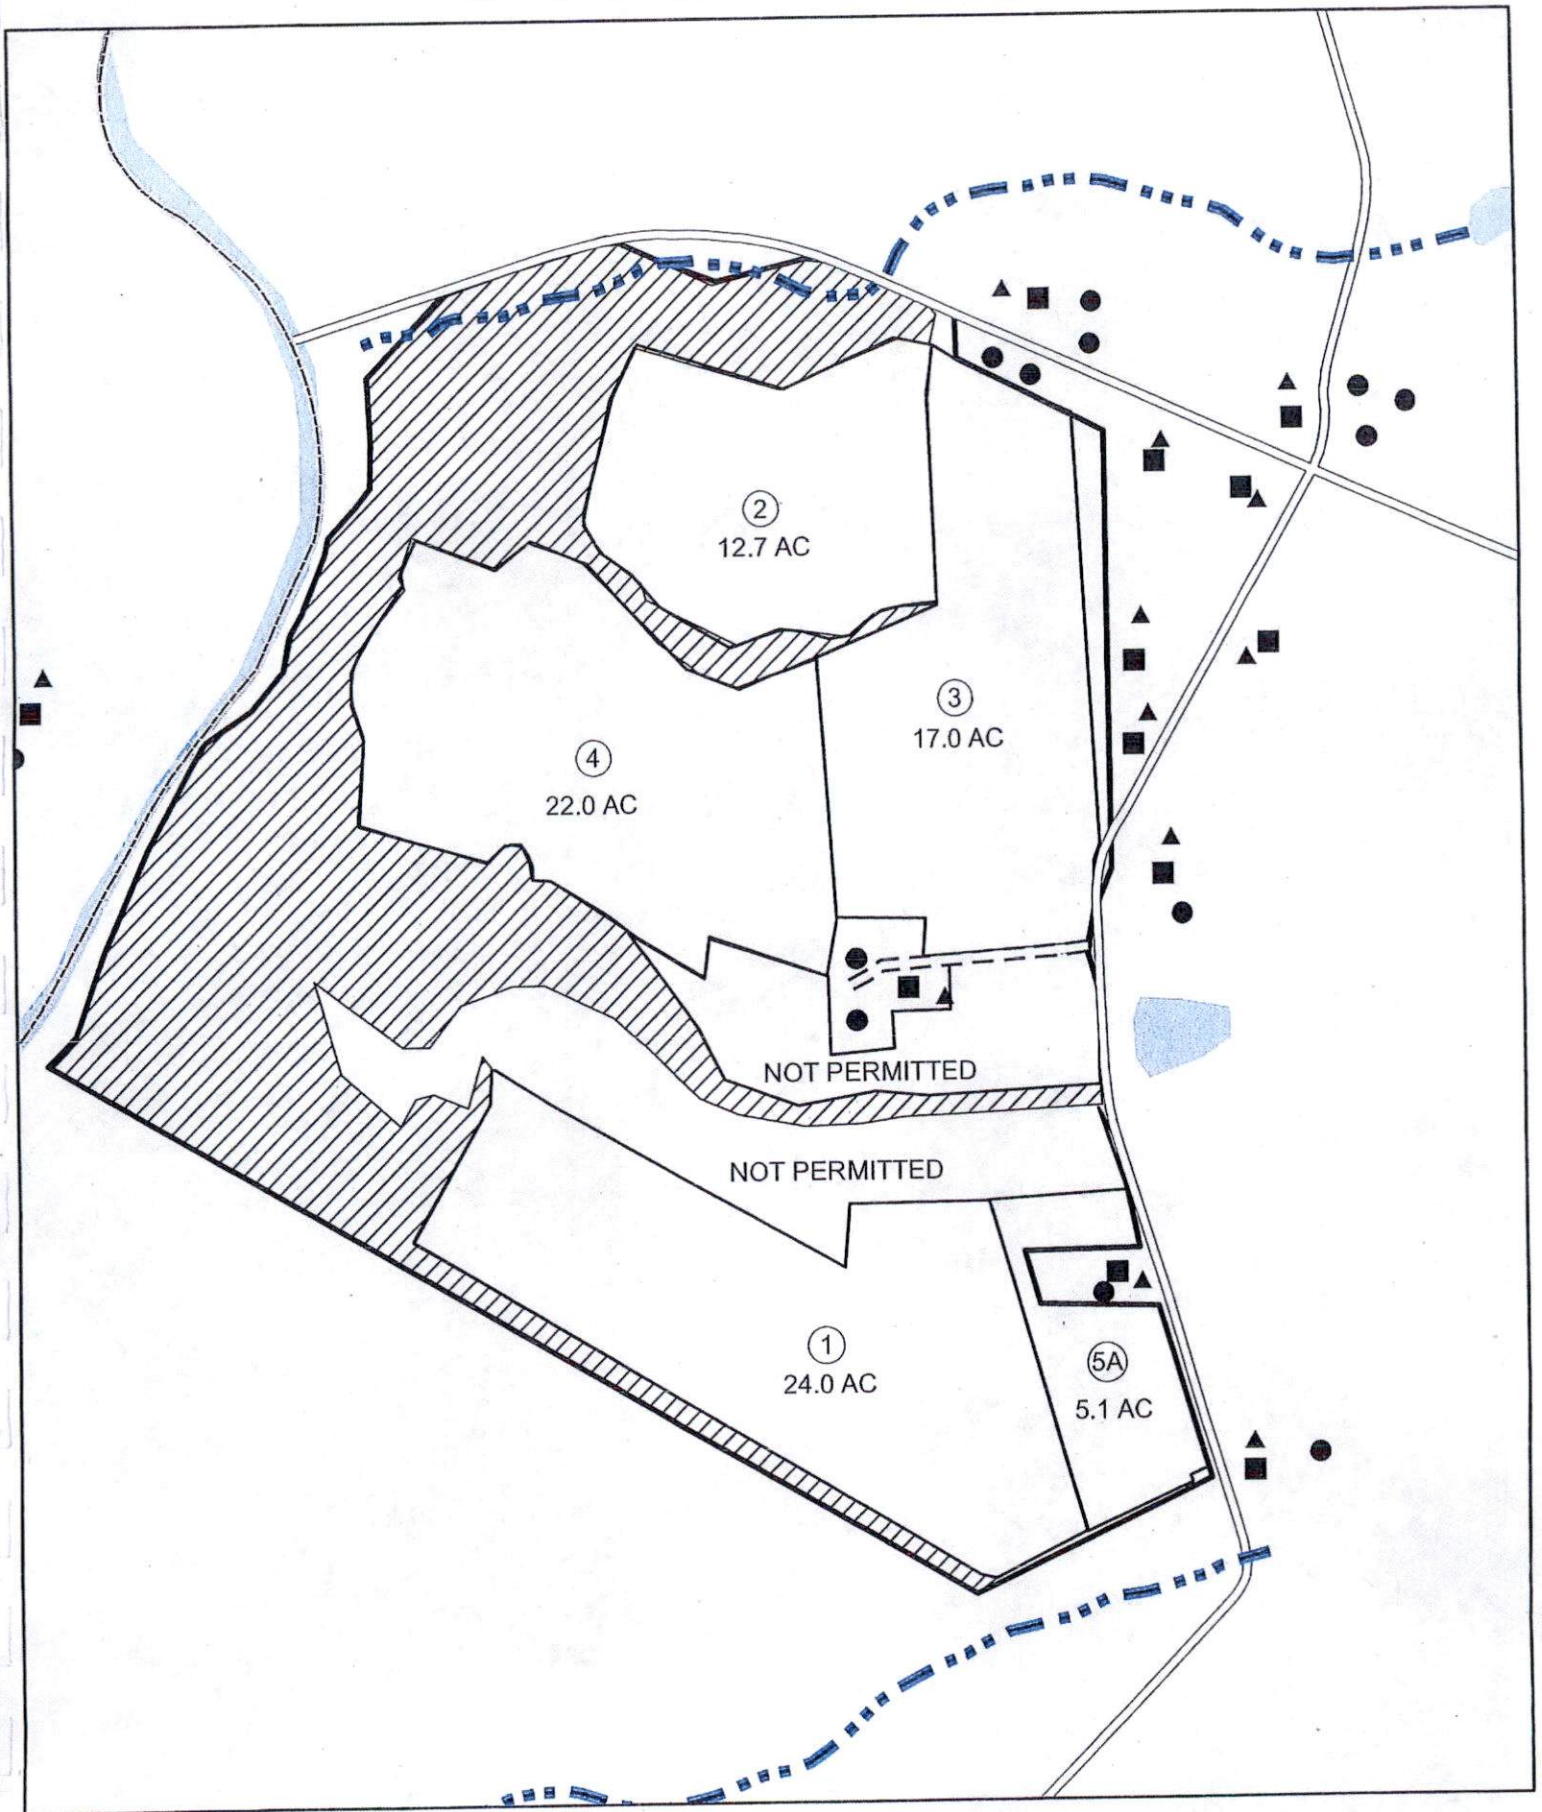 2
12.7 AC
3
17.0 AC
4
22.0 AC
NOT PERMITTED
NOT PERMITTED
1
24.0 AC
5A
5.1 AC